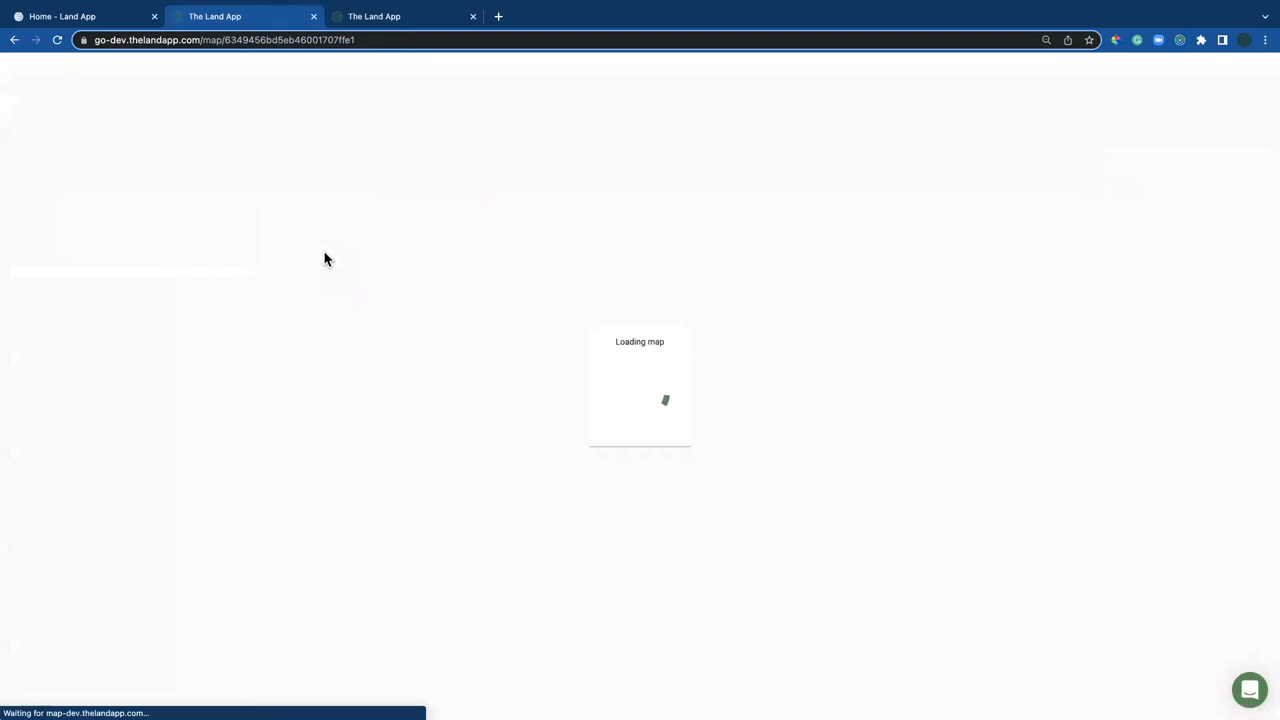 Home - Land App
The Land App
The Land App
go-dev.thelandapp.com/map/6349456bd5eb46001707ffe1
Loading map
Waiting for map-dev.thelandapp.com...